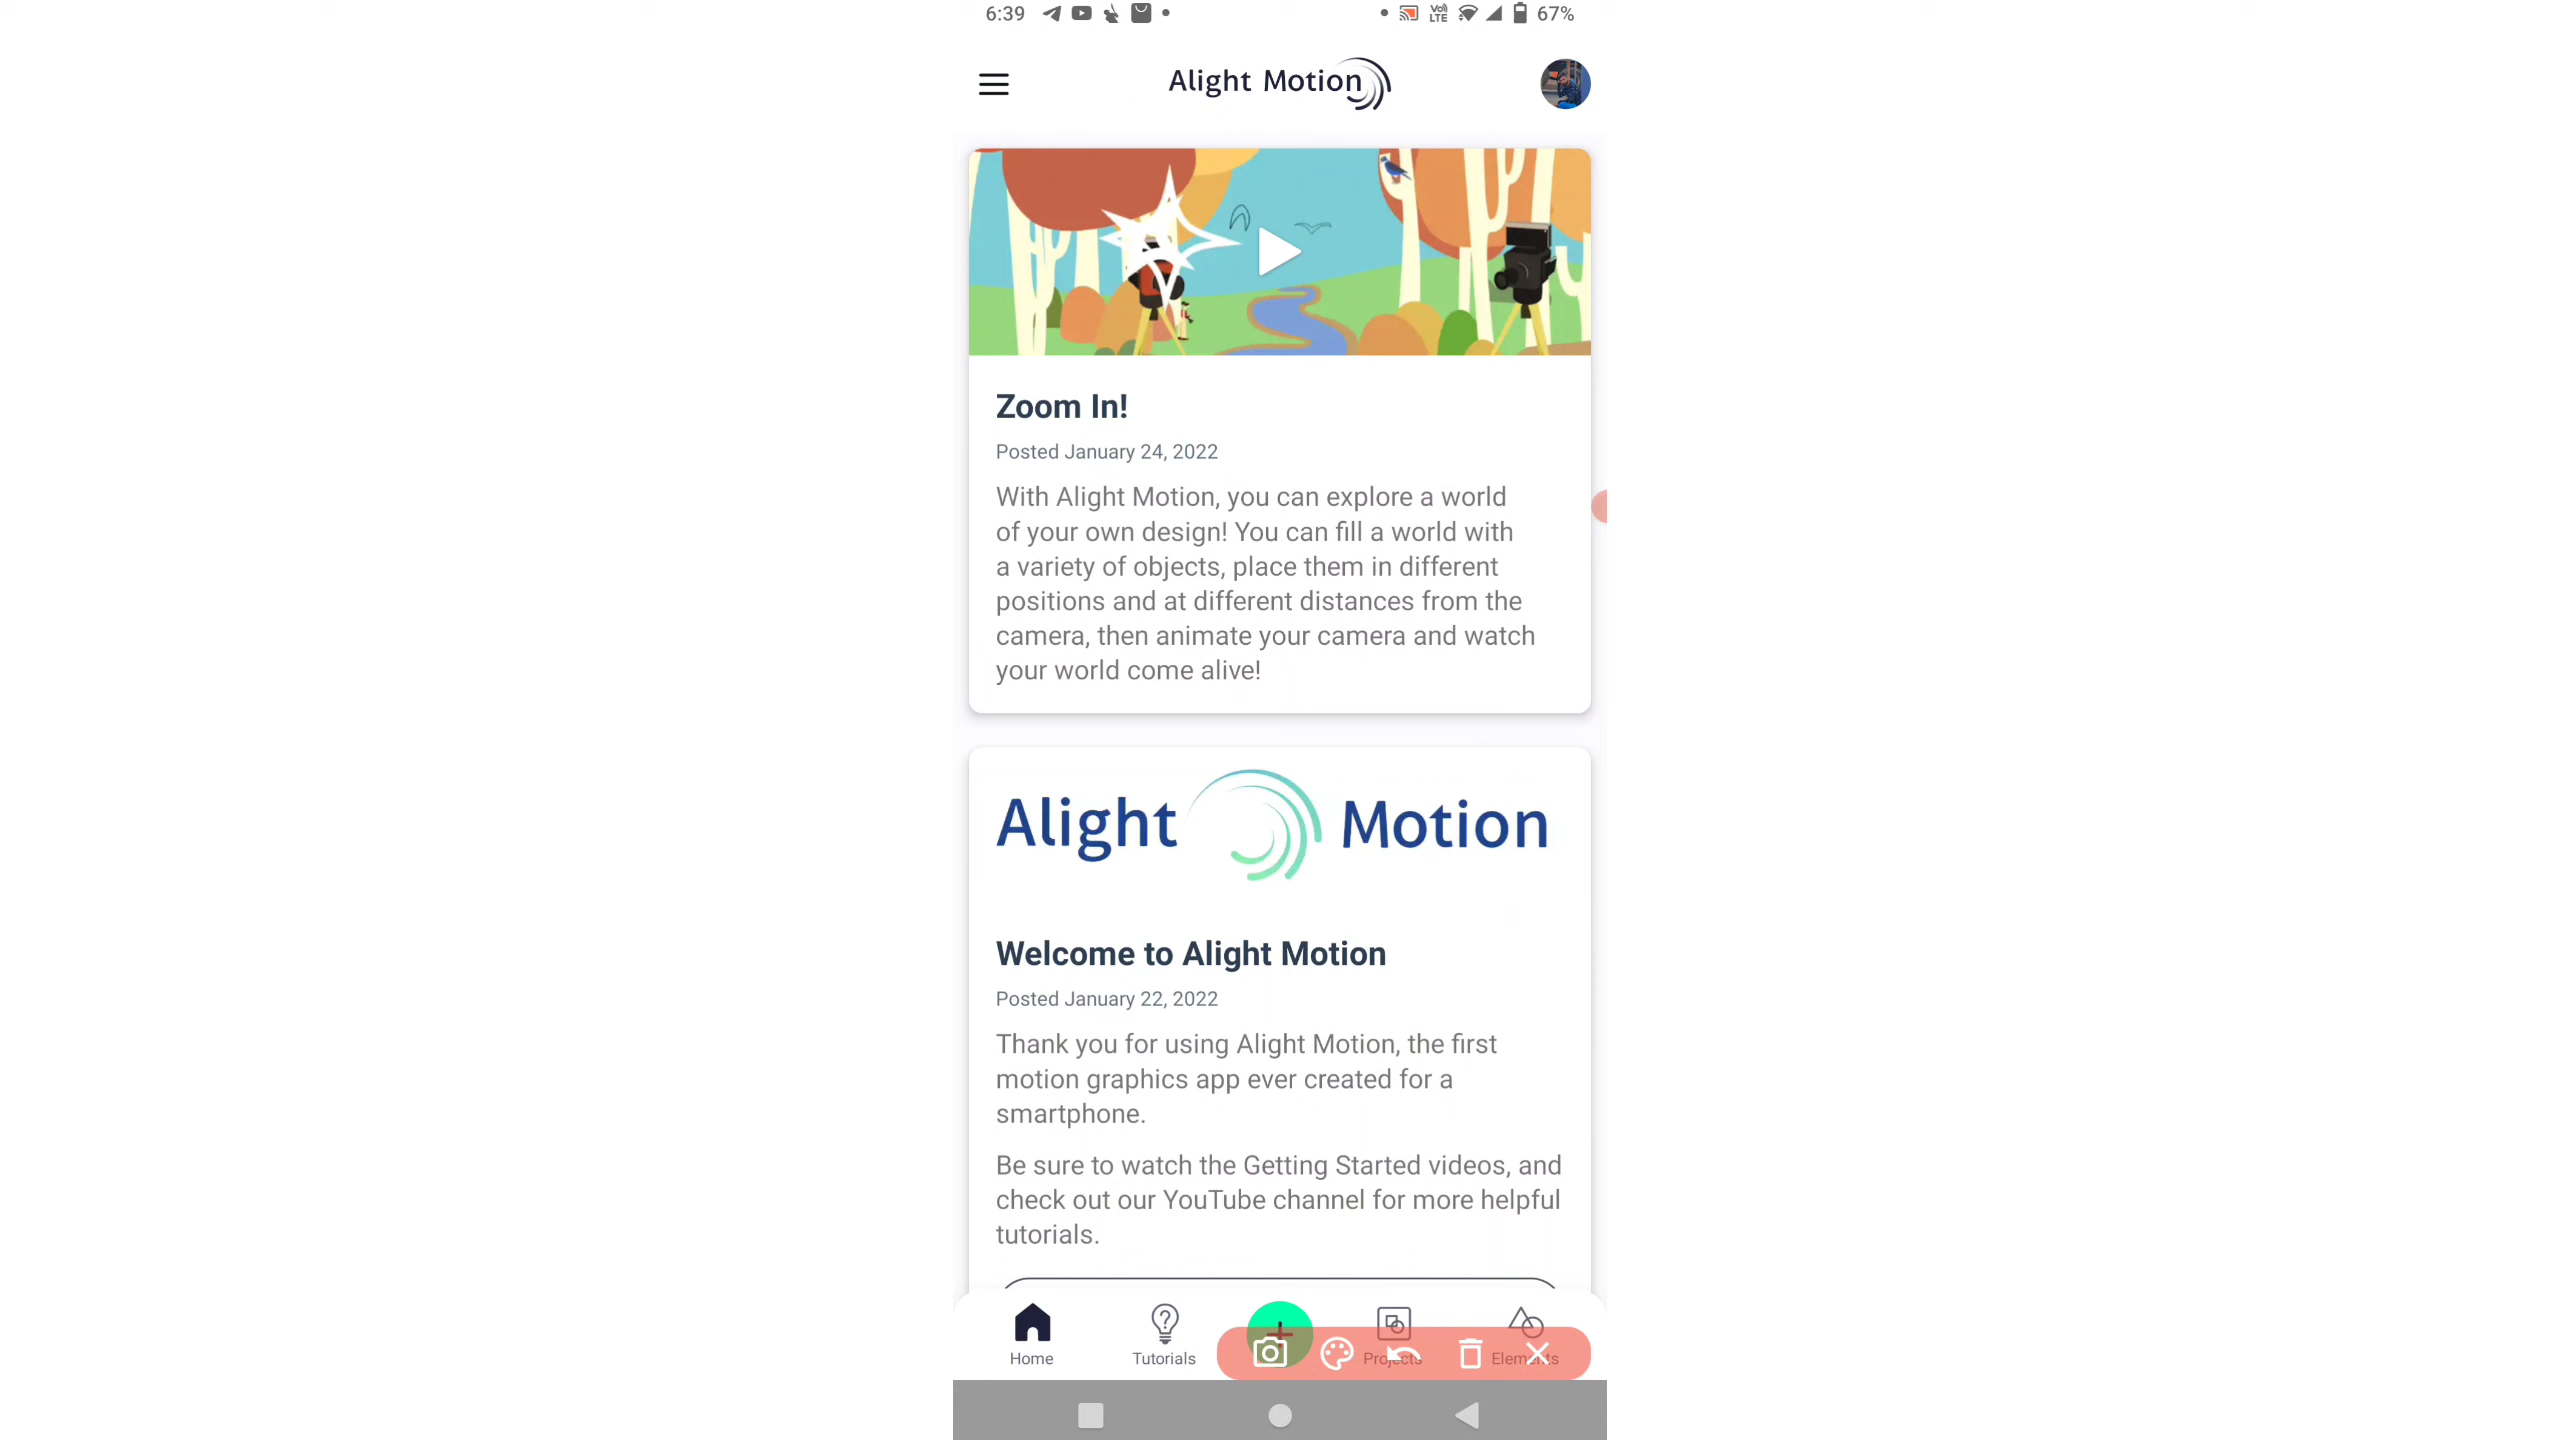 6:39
Vo) LTE
67%
Alight Motion
Zoom In!
Posted January 24, 2022
With Alight Motion, you can explore a world
of your own design! You can fill a world with
a variety of objects, place them in different
positions and at different distances from the
camera, then animate your camera and watch
your world come alive!
Alight Motion
Welcome to Alight Motion
Posted January 22, 2022
Thank you for using Alight Motion, the first
motion graphics app ever created for a
smartphone.
Be sure to watch the Getting Started videos, and
check out our YouTube channel for more helpful
tutorials.
Home Tutorials Projects Elements